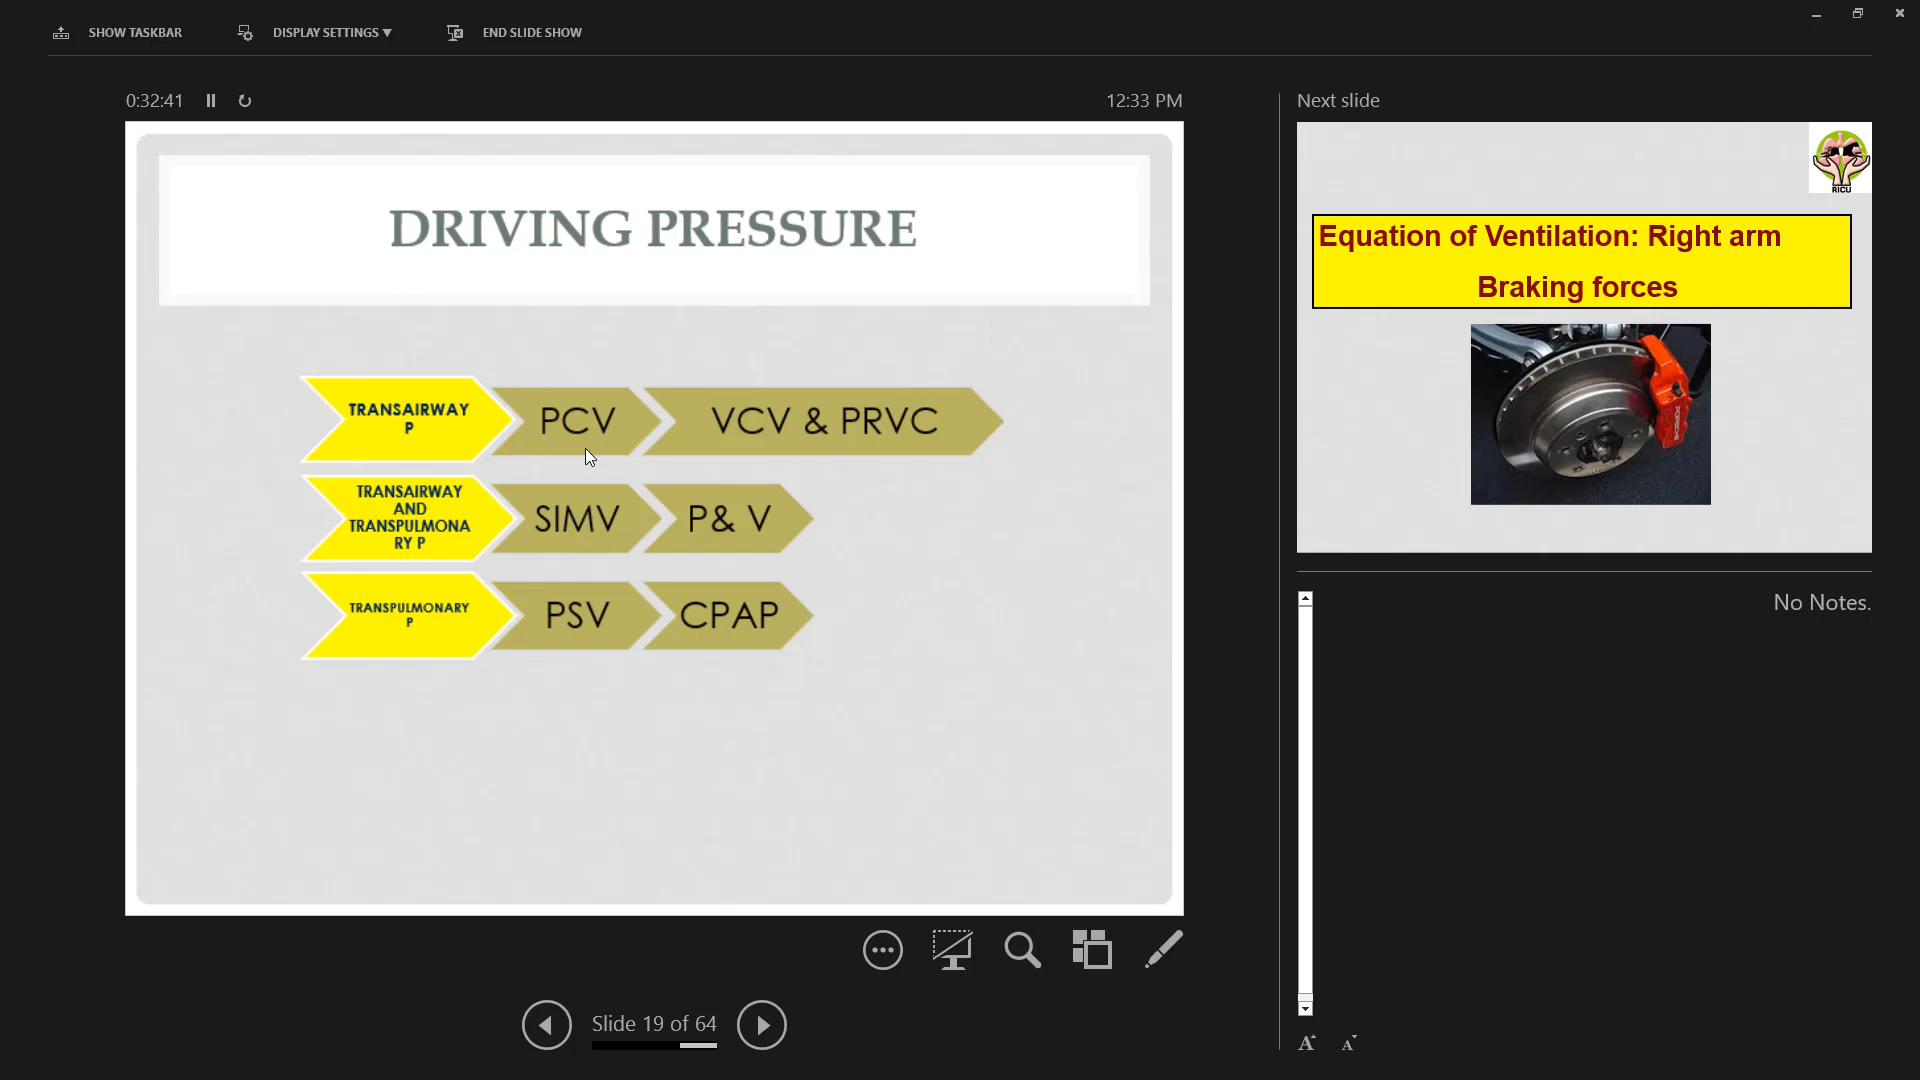 SHOW TASKBAR
DISPLAY SETTINGS ▼
END SLIDE SHOW
0:32:41
12:33 PM
Next slide
DRIVING PRESSURE
TRANSAIRWAY
P
PCV
VCV & PRVC
TRANSAIRWAY
AND
TRANSPULMONA
RY P
SIMV
P& V
TRANSPULMONARY
P
PSV
CPAP
RICU
Equation of Ventilation: Right arm
Braking forces
PORSCHE
No Notes.
Slide 19 of 64
A
A